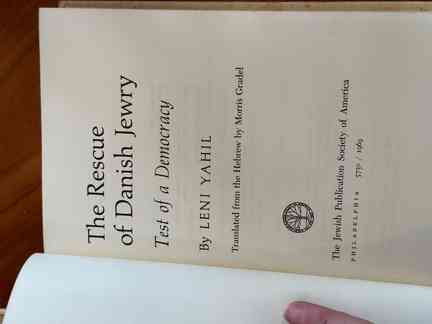 The Rescue
of Danish Jewry
Test of a Democracy
By LENI YAHIL
Translated from the Hebrew by Morris Gradel
The Jewish Publication Society of America
PHILADELPHIA 5730 / 1969